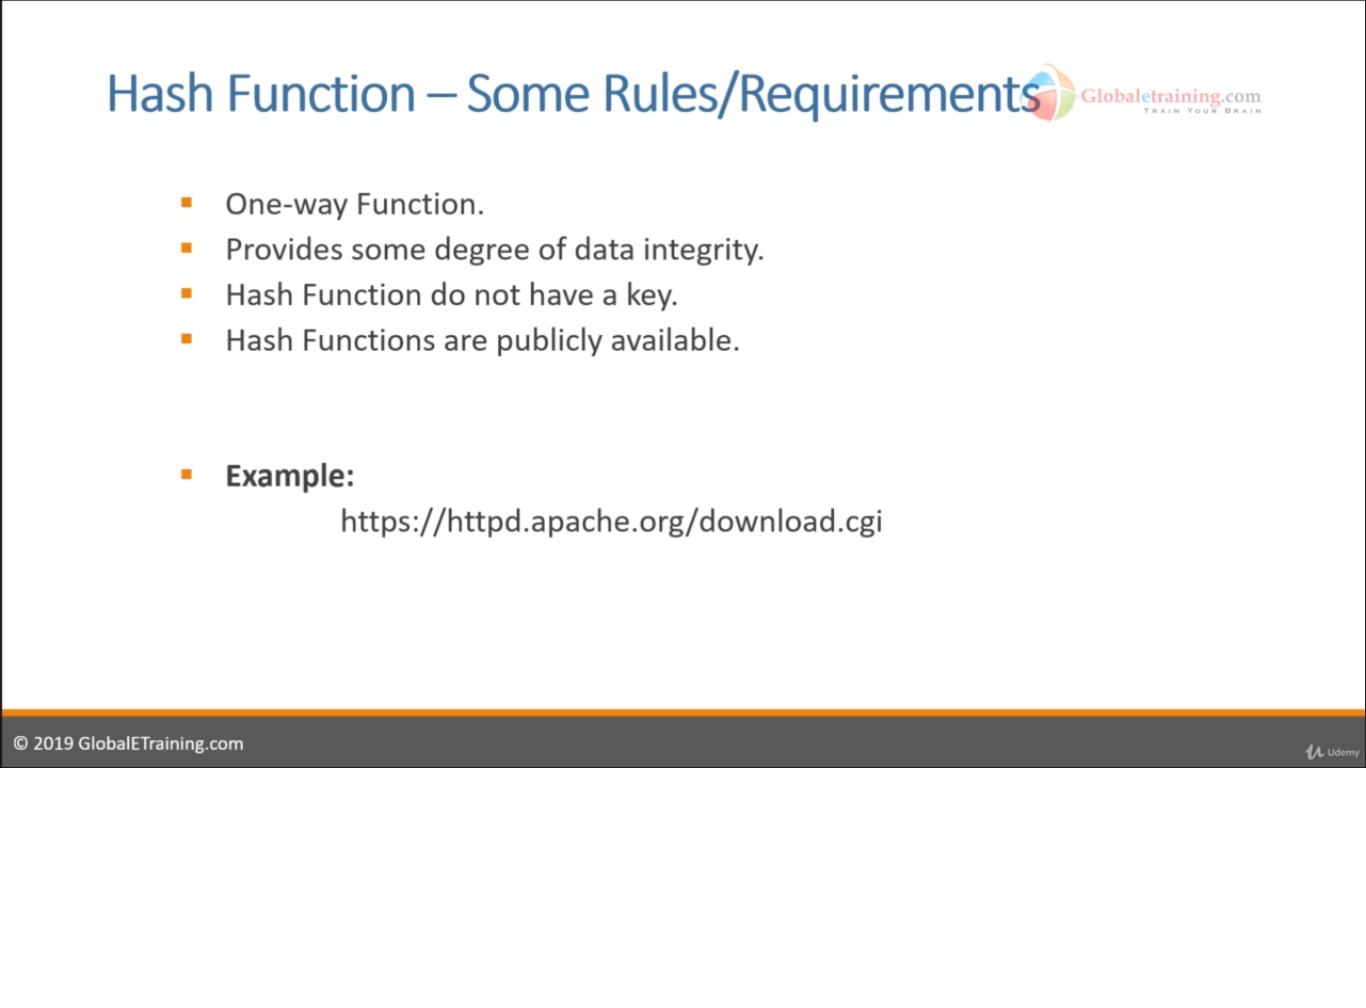 Hash Function – Some Rules/Requirements
Globaletraining.com
TRAIN YOUR BRAIN
One-way Function.
Provides some degree of data integrity.
Hash Function do not have a key.
Hash Functions are publicly available.
Example:
https://httpd.apache.org/download.cgi
© 2019 GlobalETraining.com
Udemy